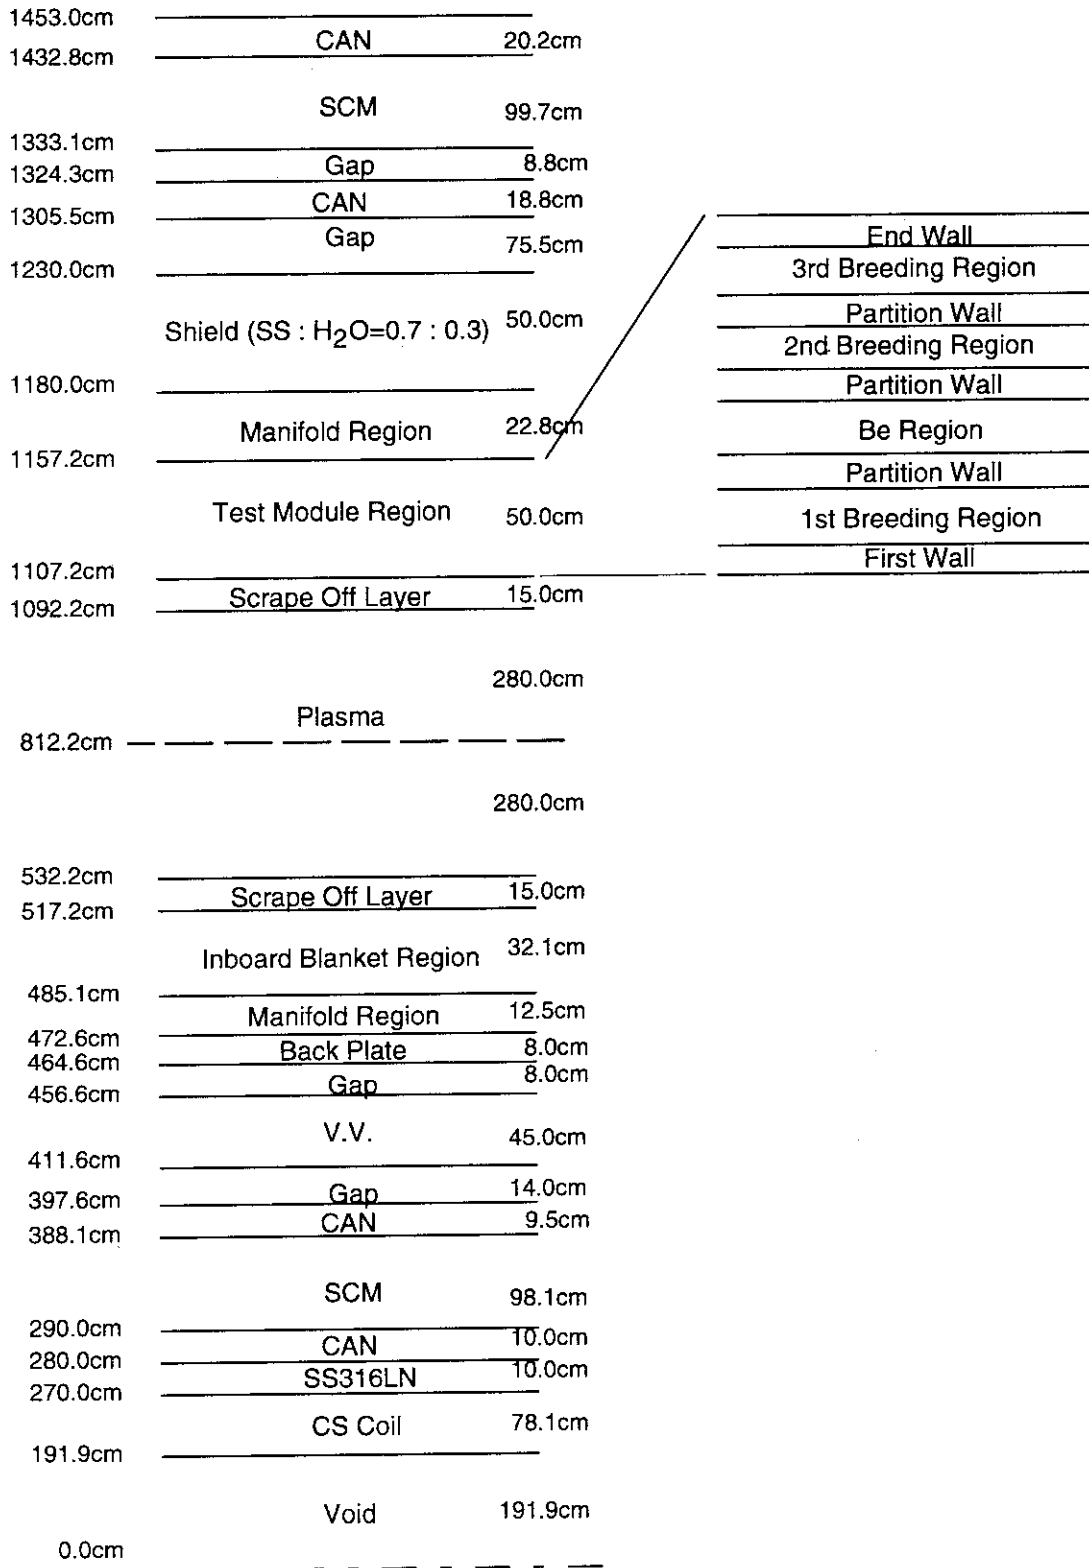 1453.0cm
CAN 20.2cm
1432.8cm
SCM 99.7cm
1333.1cm
Gap 8.8cm
1324.3cm
CAN 18.8cm
1305.5cm
Gap 75.5cm
1230.0cm
Shield (SS : H₂O=0.7 : 0.3) 50.0cm
1180.0cm
Manifold Region 22.8cm
1157.2cm
Test Module Region 50.0cm
1107.2cm
Scrape Off Layer 15.0cm
1092.2cm
280.0cm
Plasma
812.2cm
280.0cm
532.2cm
Scrape Off Layer 15.0cm
517.2cm
Inboard Blanket Region 32.1cm
485.1cm
Manifold Region 12.5cm
472.6cm
Back Plate 8.0cm
464.6cm
Gap 8.0cm
456.6cm
V.V. 45.0cm
411.6cm
Gap 14.0cm
397.6cm
CAN 9.5cm
388.1cm
SCM 98.1cm
290.0cm
CAN 10.0cm
280.0cm
SS316LN 10.0cm
270.0cm
CS Coil 78.1cm
191.9cm
Void 191.9cm
0.0cm
End Wall
3rd Breeding Region
Partition Wall
2nd Breeding Region
Partition Wall
Be Region
Partition Wall
1st Breeding Region
First Wall